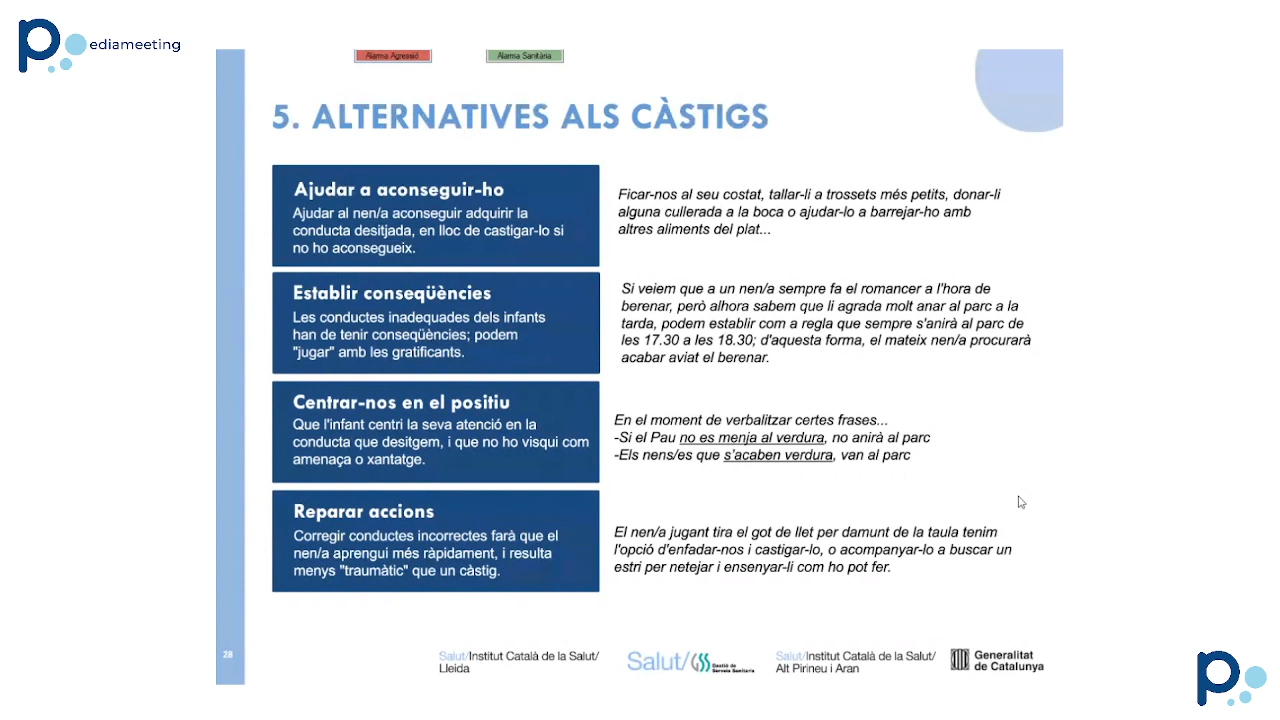 Pediameeting
Alarma Agressió
Alarma Sanitària
5. ALTERNATIVES ALS CÀSTIGS
Ajudar a aconseguir-ho
Ajudar al nen/a aconseguir adquirir la
conducta desitjada, en lloc de castigar-lo si
no ho aconsegueix.
Ficar-nos al seu costat, tallar-li a trossets més petits, donar-li
alguna cullerada a la boca o ajudar-lo a barrejar-ho amb
altres aliments del plat...
Establir conseqüències
Les conductes inadequades dels infants
han de tenir conseqüències; podem
"jugar" amb les gratificants.
Si veiem que a un nen/a sempre fa el romancer a l'hora de
berenar, però alhora sabem que li agrada molt anar al parc a la
tarda, podem establir com a regla que sempre s'anirà al parc de
les 17.30 a les 18.30; d'aquesta forma, el mateix nen/a procurarà
acabar aviat el berenar.
Centrar-nos en el positiu
Que l'infant centri la seva atenció en la
conducta que desitgem, i que no ho visqui com
amenaça o xantatge.
En el moment de verbalitzar certes frases...
-Si el Pau no es menja al verdura, no anirà al parc
-Els nens/es que s'acaben verdura, van al parc
Reparar accions
Corregir conductes incorrectes farà que el
nen/a aprengui més ràpidament, i resulta
menys "traumàtic" que un càstig.
El nen/a jugant tira el got de llet per damunt de la taula tenim
l'opció d'enfadar-nos i castigar-lo, o acompanyar-lo a buscar un
estri per netejar i ensenyar-li com ho pot fer.
28
Salut/Institut Català de la Salut/
Lleida
Salut/GSS Gestió de
Serveis Sanitaris
Salut/Institut Català de la Salut/
Alt Pirineu i Aran
Generalitat
de Catalunya
P